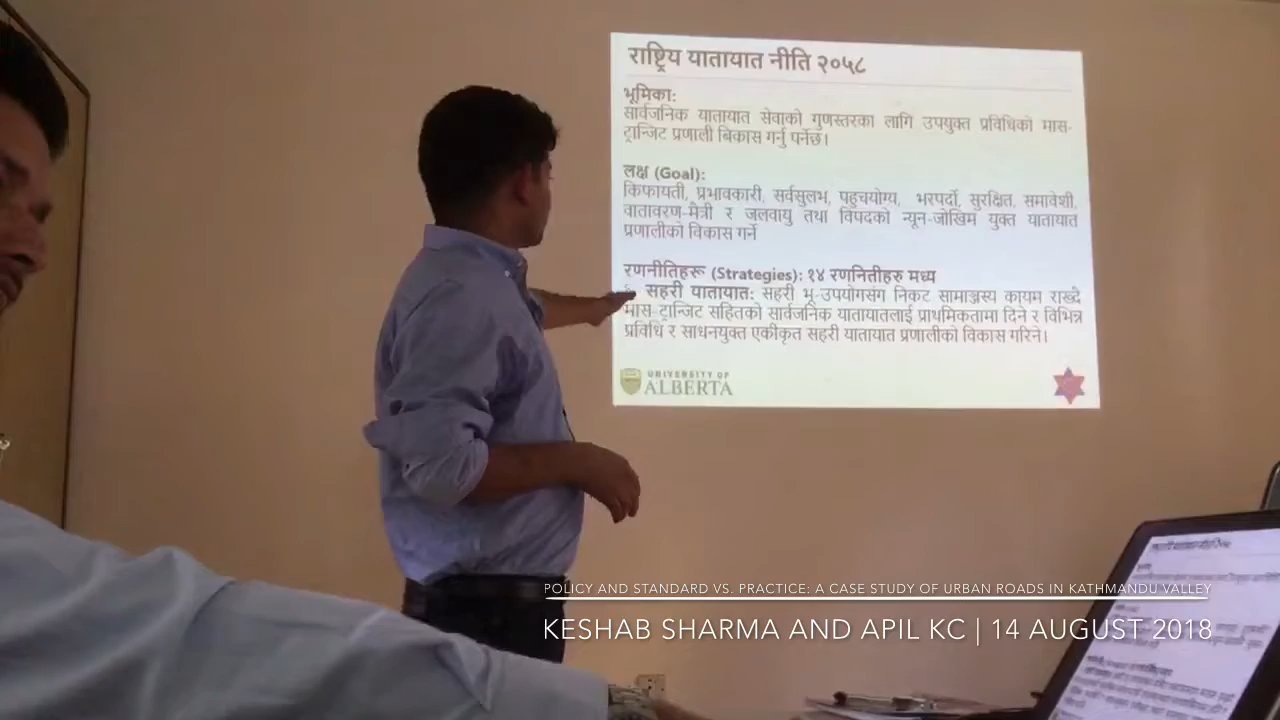 राष्ट्रिय यातायात नीति २०५८
भूमिका:
सार्वजनिक यातायात सेवाको गुणस्तरका लागि उपयुक्त प्रविधिको मास-
ट्रान्जिट प्रणाली बिकास गर्नु पर्नेछ।
लक्ष (Goal):
किफायती, प्रभावकारी, सर्वसुलभ, पहुचयोग्य, भरपर्दो, सुरक्षित, समावेशी,
वातावरण-मैत्री र जलवायु तथा विपदको न्यून-जोखिम युक्त यातायात
प्रणालीको विकास गर्ने
रणनीतिहरू (Strategies): १४ रणनितीहरु मध्य
सहरी यातायात: सहरी भू-उपयोगसंग निकट सामाञ्जस्य कायम राख्दे
मास-ट्रान्जिट सहितको सार्वजनिक यातायातलाई प्राथमिकतामा दिने र विभिन्न
प्रविधि र साधनयुक्त एकीकृत सहरी यातायात प्रणालीको विकास गरिने।
UNIVERSITY OF
ALBERTA
POLICY AND STANDARD VS. PRACTICE: A CASE STUDY OF URBAN ROADS IN KATHMANDU VALLEY
KESHAB SHARMA AND APIL KC | 14 AUGUST 2018